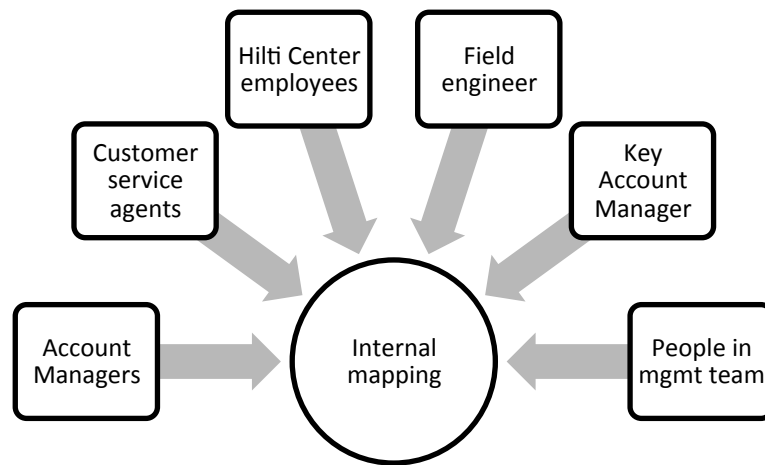 Hilti Center
employees
Field
engineer
Customer
service
agents
Key
Account
Manager
Account
Managers
Internal
mapping
People in
mgmt team